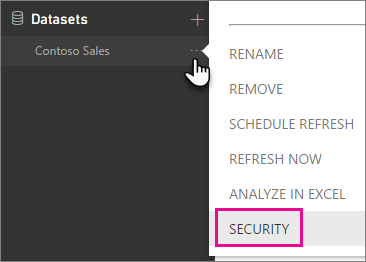 Datasets
Contoso Sales
RENAME
REMOVE
SCHEDULE REFRESH
REFRESH NOW
ANALYZE IN EXCEL
SECURITY